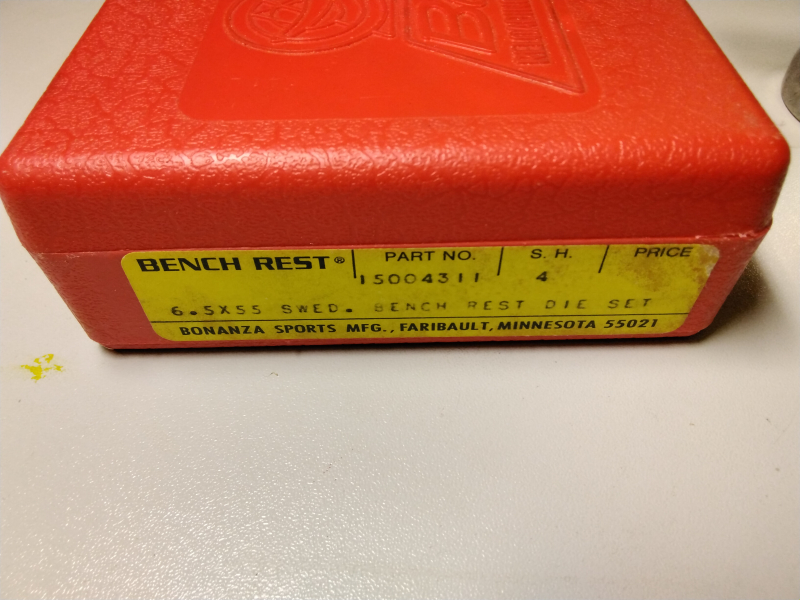 BENCH REST® PART NO. S. H. PRICE
15004311 4
6.5X55 SWED. BENCH REST DIE SET
BONANZA SPORTS MFG., FARIBAULT, MINNESOTA 55021